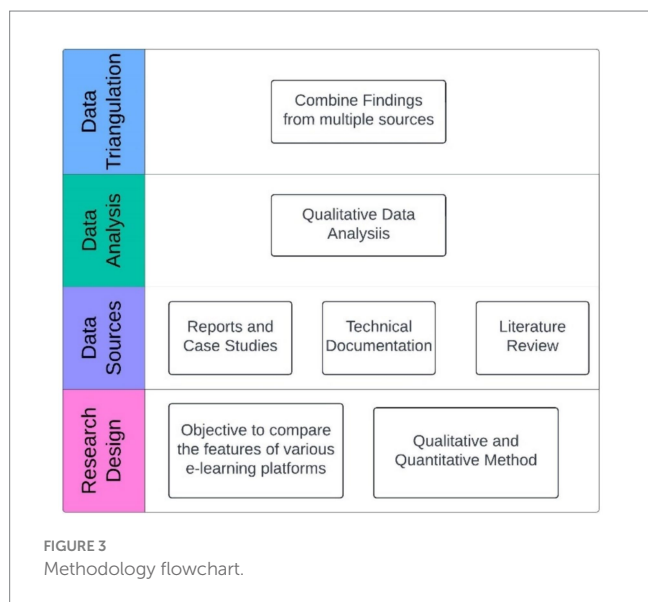 Data
Triangulation
Combine Findings
from multiple sources
Data
Analysis
Qualitative Data
Analysiis
Data
Sources
Reports and
Case Studies
Technical
Documentation
Literature
Review
Research
Design
Objective to compare
the features of various
e-learning platforms
Qualitative and
Quantitative Method
FIGURE 3
Methodology flowchart.